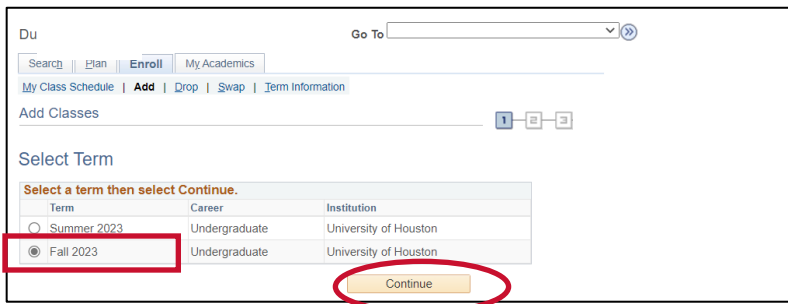 Du Go To
Search Plan Enroll My Academics
My Class Schedule | Add | Drop | Swap | Term Information
Add Classes 1 2 3
Select Term
Select a term then select Continue.
Term Career Institution
Summer 2023 Undergraduate University of Houston
Fall 2023 Undergraduate University of Houston
Continue